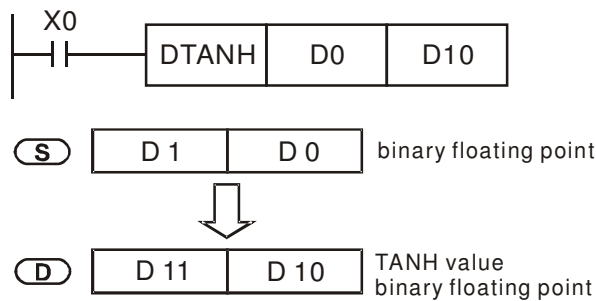 X0
DTANH D0 D10
S D 1 D 0 binary floating point
D D 11 D 10 TANH value
binary floating point